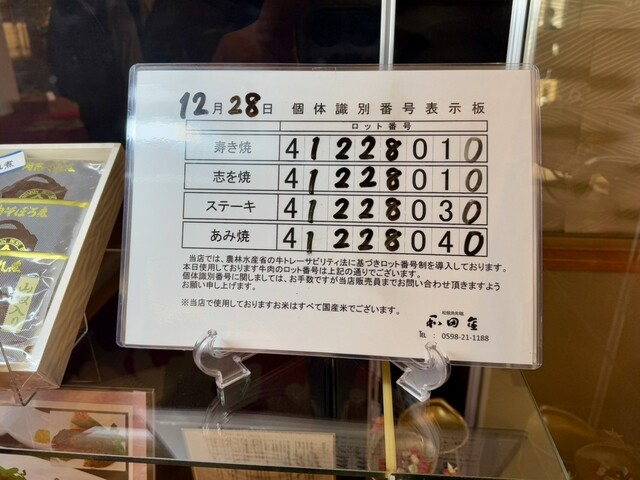 12月28日 個体識別番号表示板
ロット番号
寿き焼 41228010
志を焼 41228010
ステーキ 41228030
あみ焼 41228040
当店では、農林水産省の牛トレーサビリティ法に基づきロット番号制を導入しております。
本日使用しております牛肉のロット番号は上記の通りでございます。
個体識別番号に関しましては、お手数ですが当店販売員までお問い合わせ頂きますよう
お願い申し上げます。
※当店で使用しておりますお米はすべて国産米でございます。
和田金
TEL : 0598-21-1188